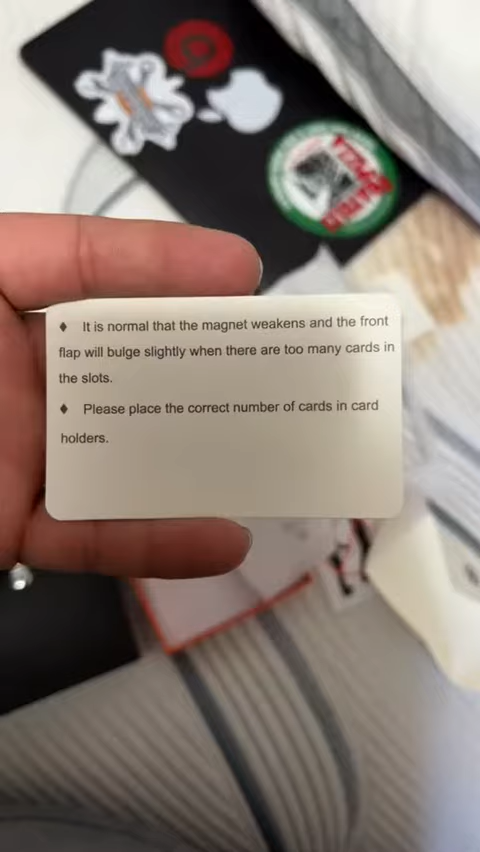 ♦ It is normal that the magnet weakens and the front
flap will bulge slightly when there are too many cards in
the slots.
♦ Please place the correct number of cards in card
holders.